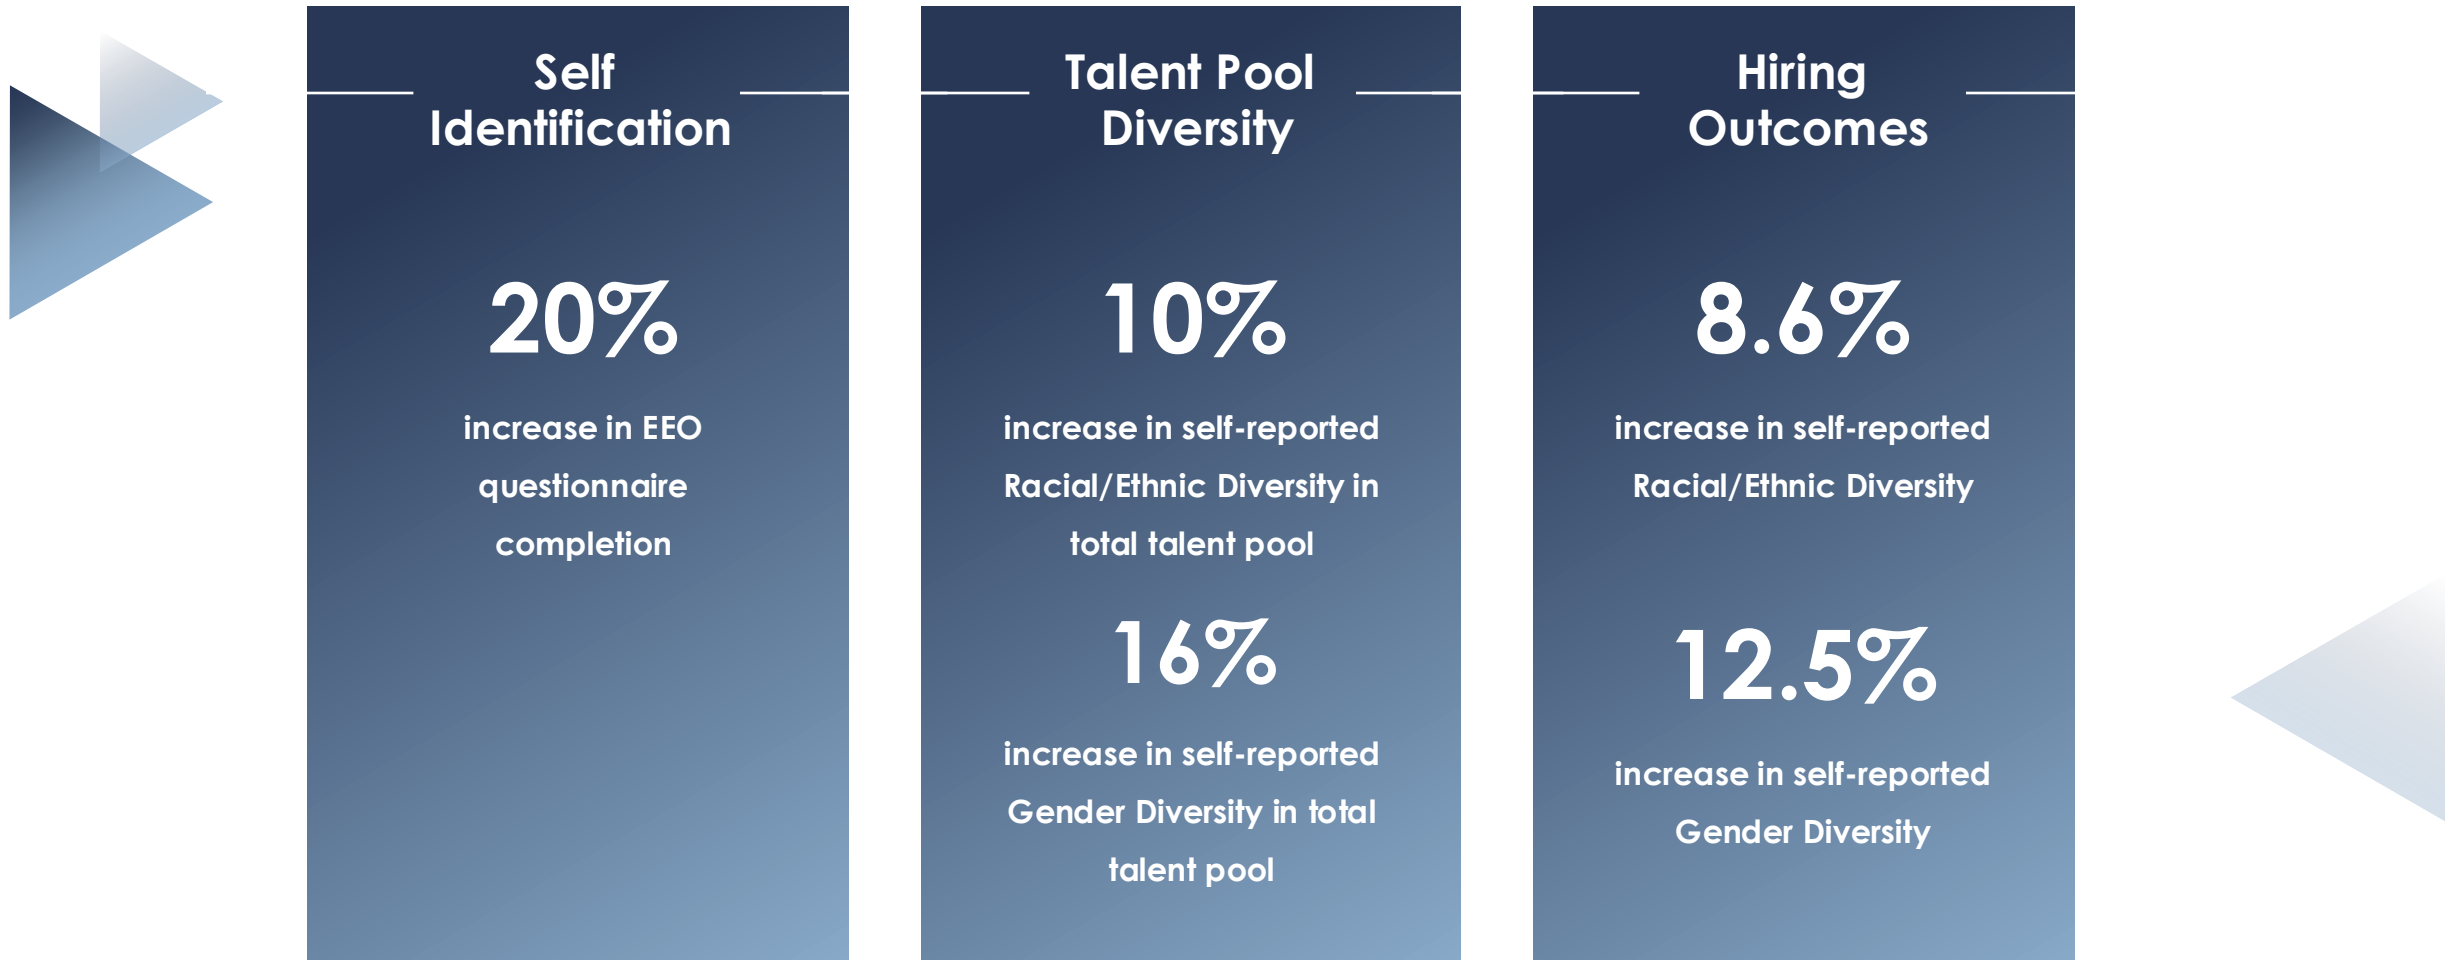 Self
Identification
20%
increase in EEO
questionnaire
completion
Talent Pool
Diversity
10%
increase in self-reported
Racial/Ethnic Diversity in
total talent pool
16%
increase in self-reported
Gender Diversity in total
talent pool
Hiring
Outcomes
8.6%
increase in self-reported
Racial/Ethnic Diversity
12.5%
increase in self-reported
Gender Diversity